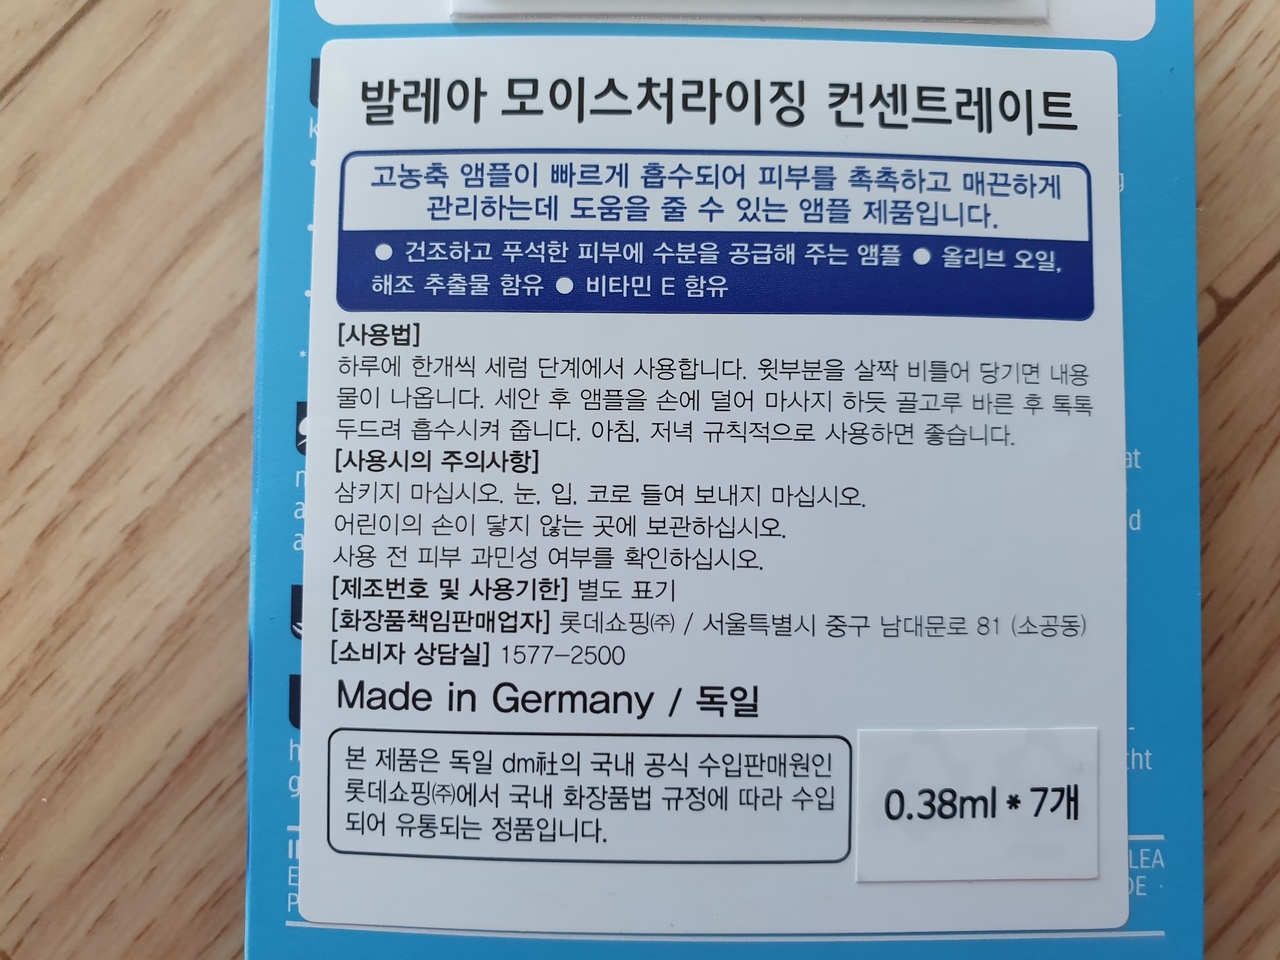 발레아 모이스처라이징 컨센트레이트
고농축 앰플이 빠르게 흡수되어 피부를 촉촉하고 매끈하게
관리하는데 도움을 줄 수 있는 앰플 제품입니다.
● 건조하고 푸석한 피부에 수분을 공급해 주는 앰플 ● 올리브 오일,
해조 추출물 함유 ● 비타민 E 함유
[사용법]
하루에 한개씩 세럼 단계에서 사용합니다. 윗부분을 살짝 비틀어 당기면 내용
물이 나옵니다. 세안 후 앰플을 손에 덜어 마사지 하듯 골고루 바른 후 톡톡
두드려 흡수시켜 줍니다. 아침, 저녁 규칙적으로 사용하면 좋습니다.
[사용시의 주의사항]
삼키지 마십시오. 눈, 입, 코로 들여 보내지 마십시오.
어린이의 손이 닿지 않는 곳에 보관하십시오.
사용 전 피부 과민성 여부를 확인하십시오.
[제조번호 및 사용기한] 별도 표기
[화장품책임판매업자] 롯데쇼핑㈜ / 서울특별시 중구 남대문로 81 (소공동)
[소비자 상담실] 1577-2500
Made in Germany / 독일
본 제품은 독일 dm社의 국내 공식 수입판매원인
롯데쇼핑㈜에서 국내 화장품법 규정에 따라 수입
되어 유통되는 정품입니다.
0.38ml * 7개